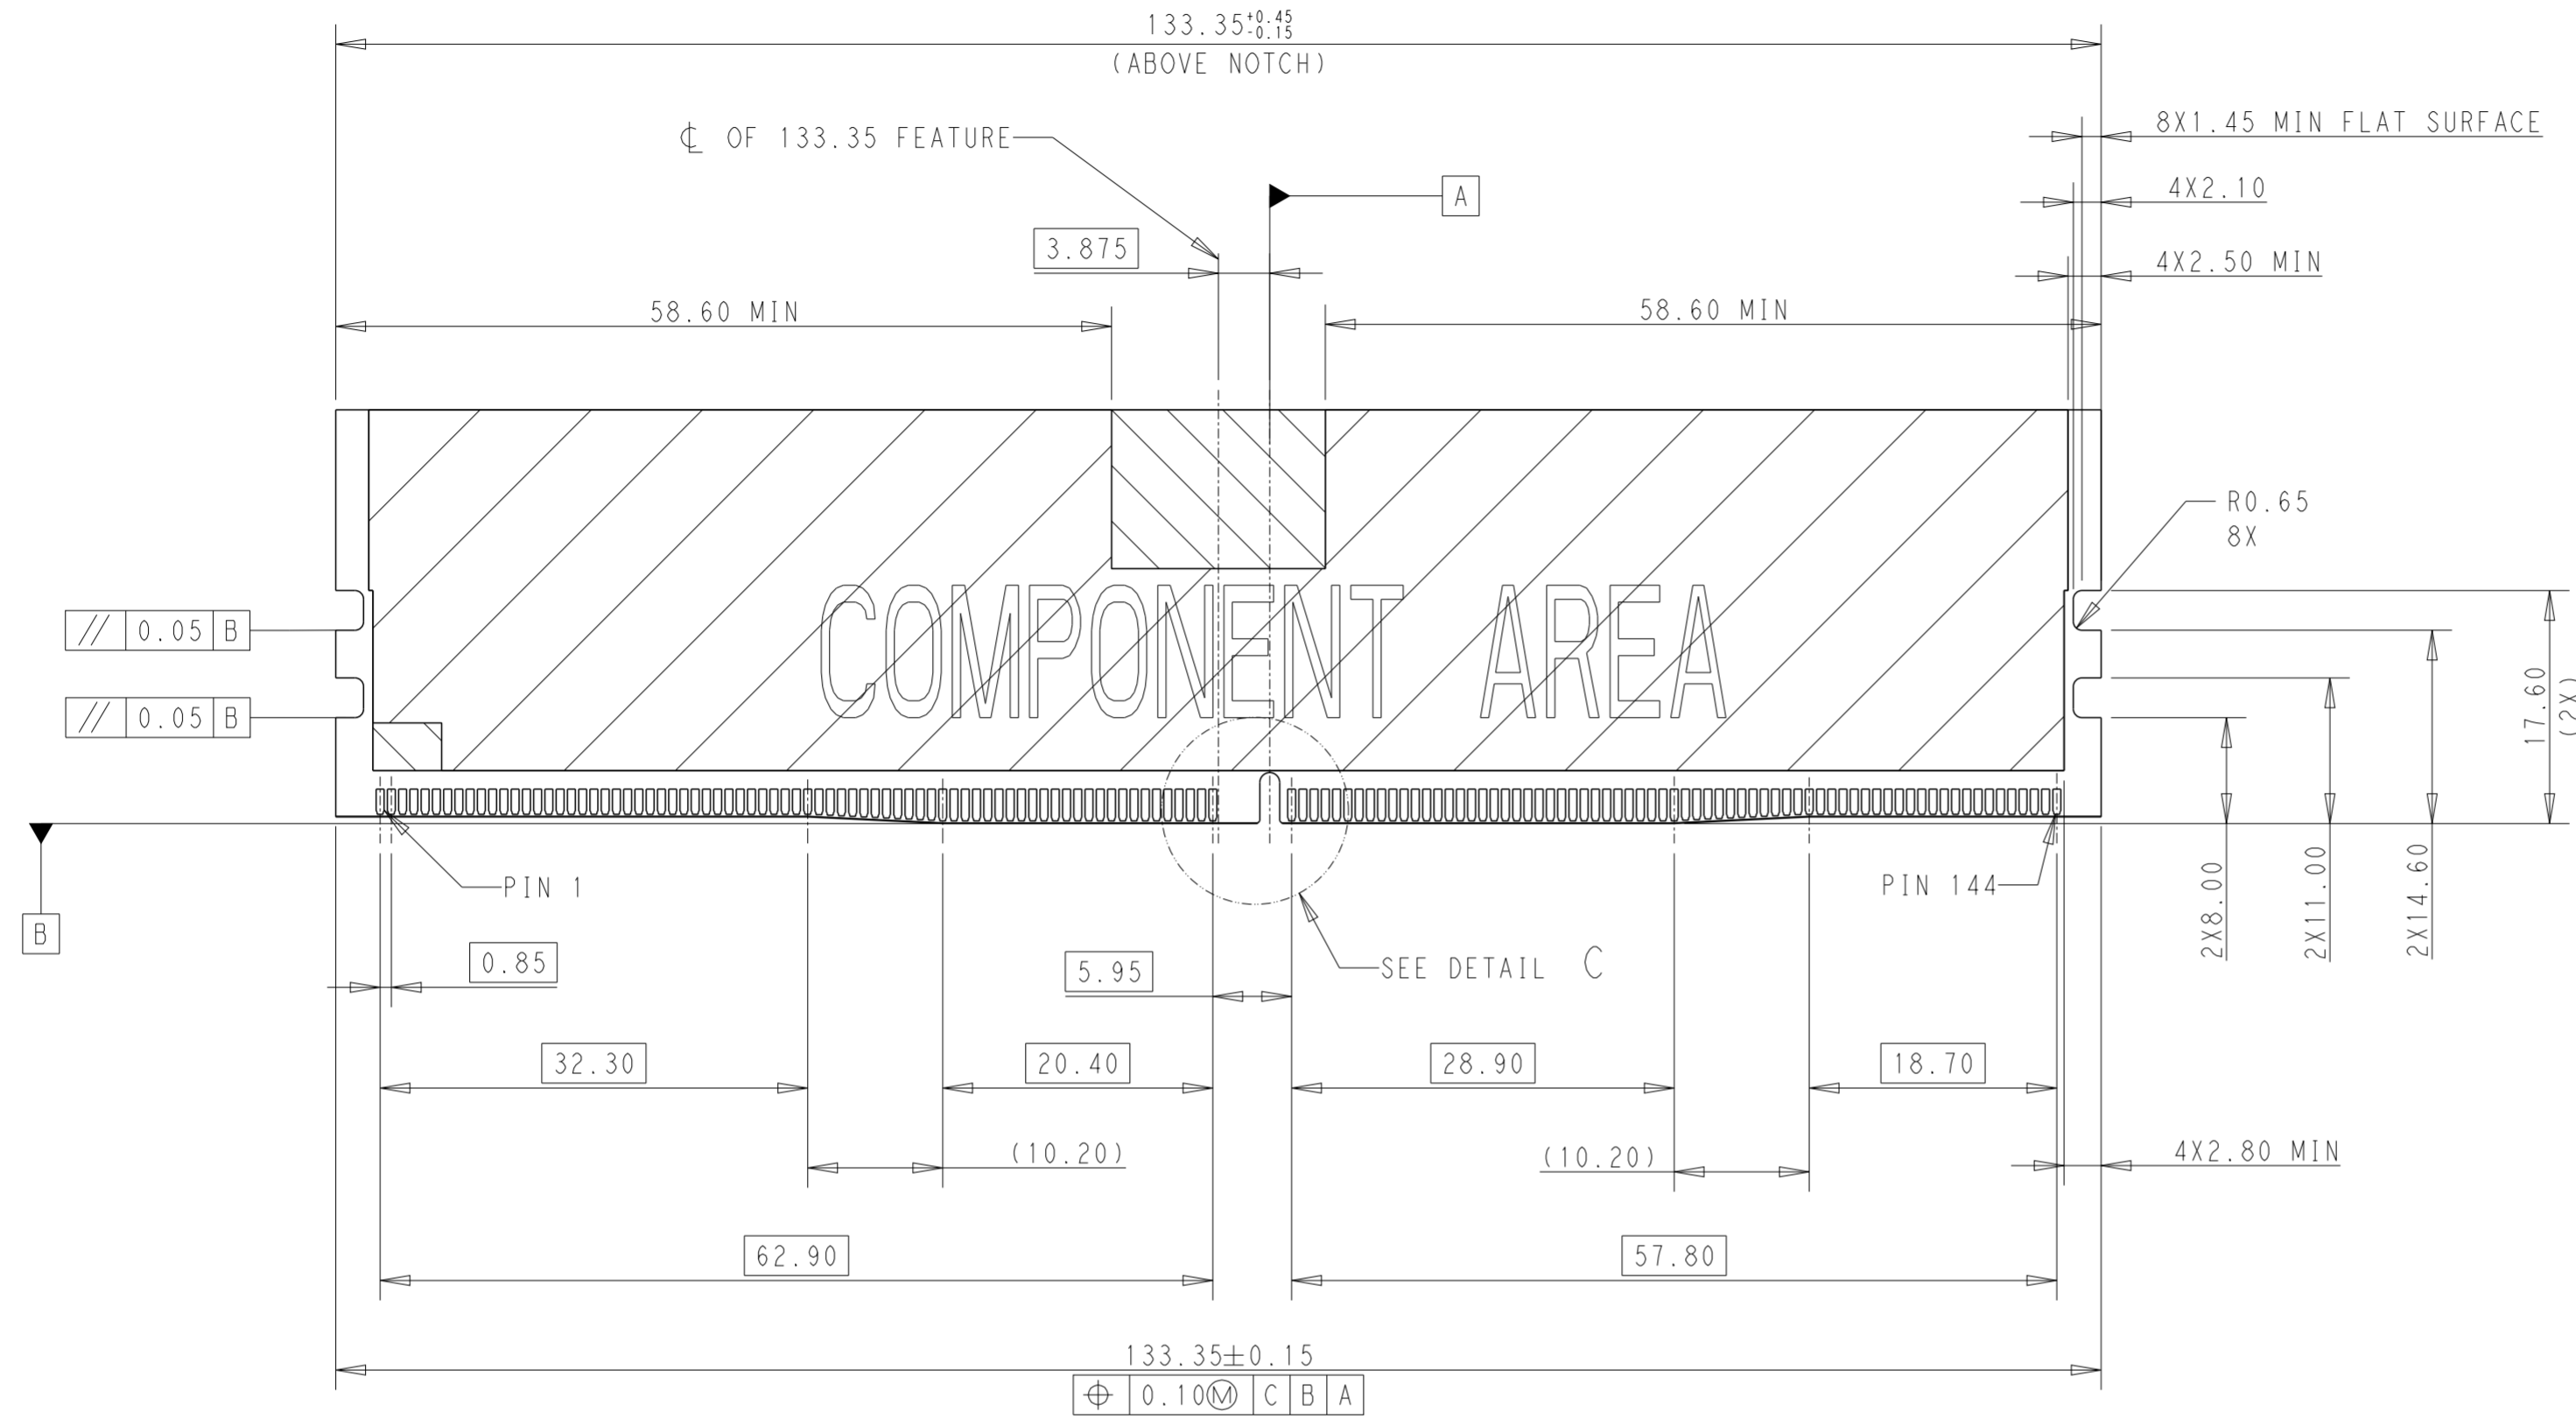 133.35+0.45
-0.15
(ABOVE NOTCH)
8X1.45 MIN FLAT SURFACE
℄ OF 133.35 FEATURE
4X2.10
A
3.875
4X2.50 MIN
58.60 MIN
58.60 MIN
R0.65
8X
// 0.05 B
// 0.05 B
COMPONENT AREA
17.60
(2X)
PIN 1
PIN 144
B
2X8.00
2X11.00
2X14.60
0.85
5.95
SEE DETAIL C
32.30
20.40
28.90
18.70
(10.20)
(10.20)
4X2.80 MIN
62.90
57.80
133.35±0.15
⌖ 0.10Ⓜ C B A